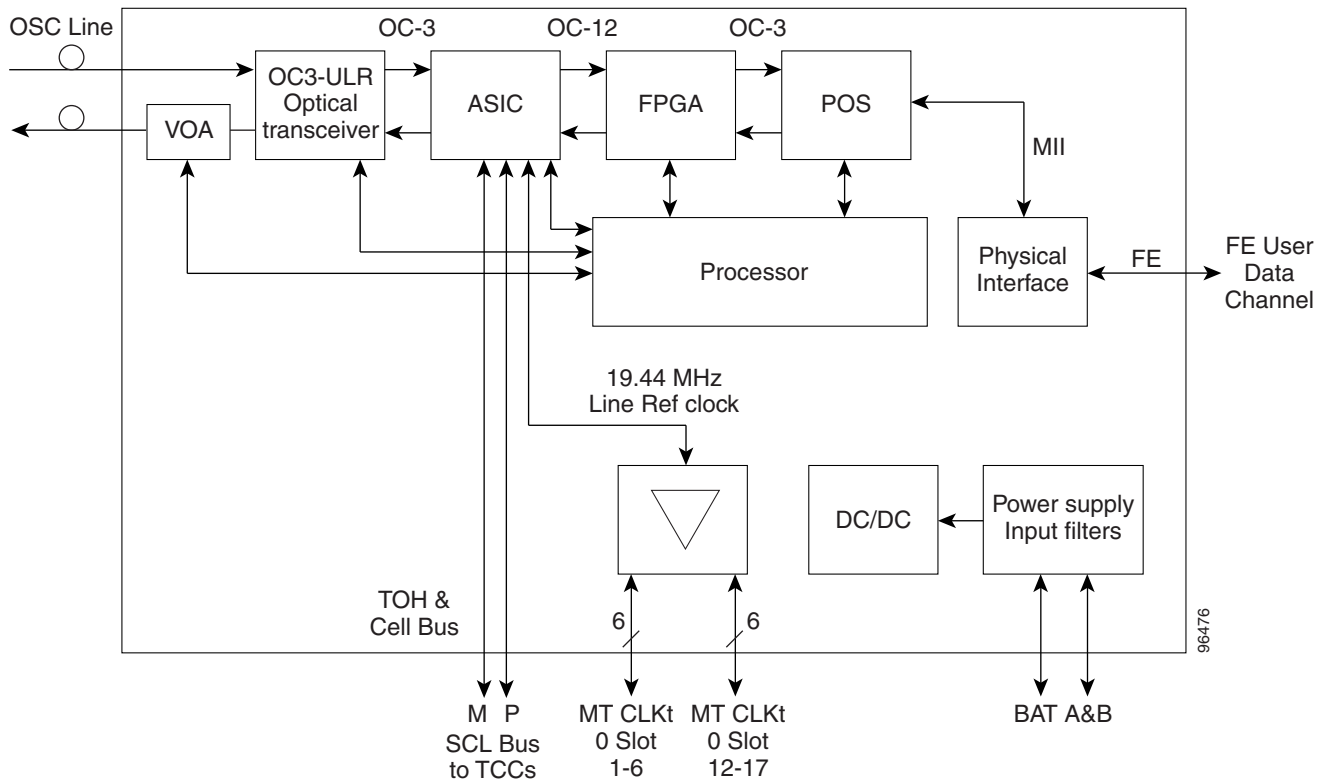 OSC Line
OC-3
OC-12
OC-3
OC3-ULR
Optical
transceiver
ASIC
FPGA
POS
VOA
MII
Processor
Physical
Interface
FE
FE User
Data
Channel
19.44 MHz
Line Ref clock
DC/DC
Power supply
Input filters
TOH &
Cell Bus
6
6
96476
M P
SCL Bus
to TCCs
MT CLKt
0 Slot
1-6
MT CLKt
0 Slot
12-17
BAT A&B